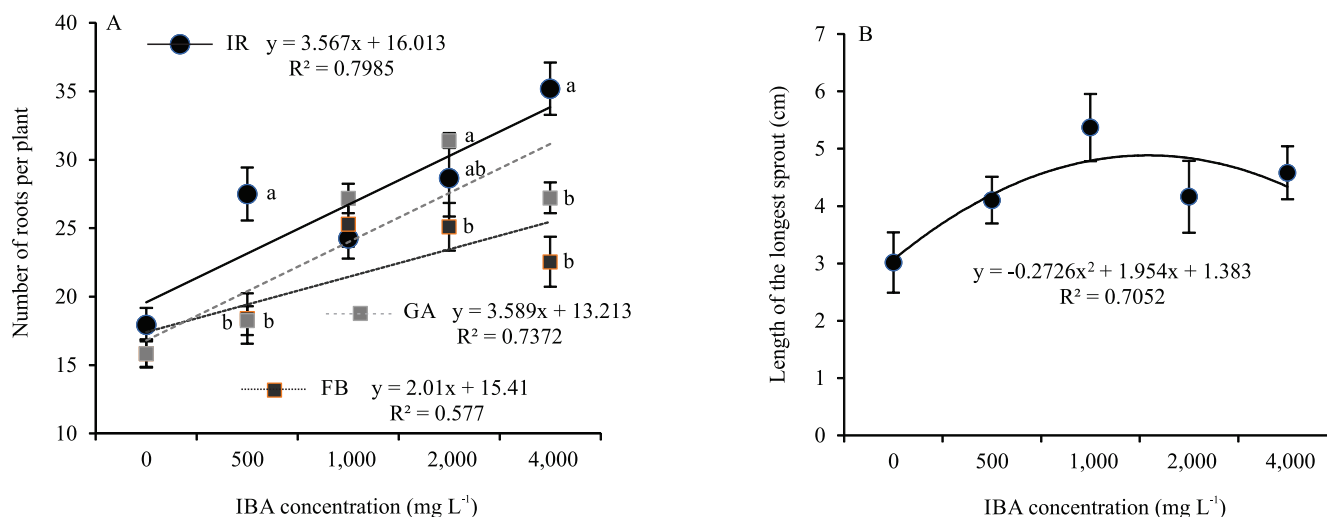 A
IR y = 3.567x + 16.013
R² = 0.7985
GA y = 3.589x + 13.213
R² = 0.7372
FB y = 2.01x + 15.41
R² = 0.577
Number of roots per plant
40
35
30
25
20
15
10
a
a
a
ab
b
b
b
b
b
0 500 1,000 2,000 4,000
IBA concentration (mg L⁻¹)
B
Length of the longest sprout (cm)
7
6
5
4
3
2
1
0
y = -0.2726x² + 1.954x + 1.383
R² = 0.7052
0 500 1,000 2,000 4,000
IBA concentration (mg L⁻¹)